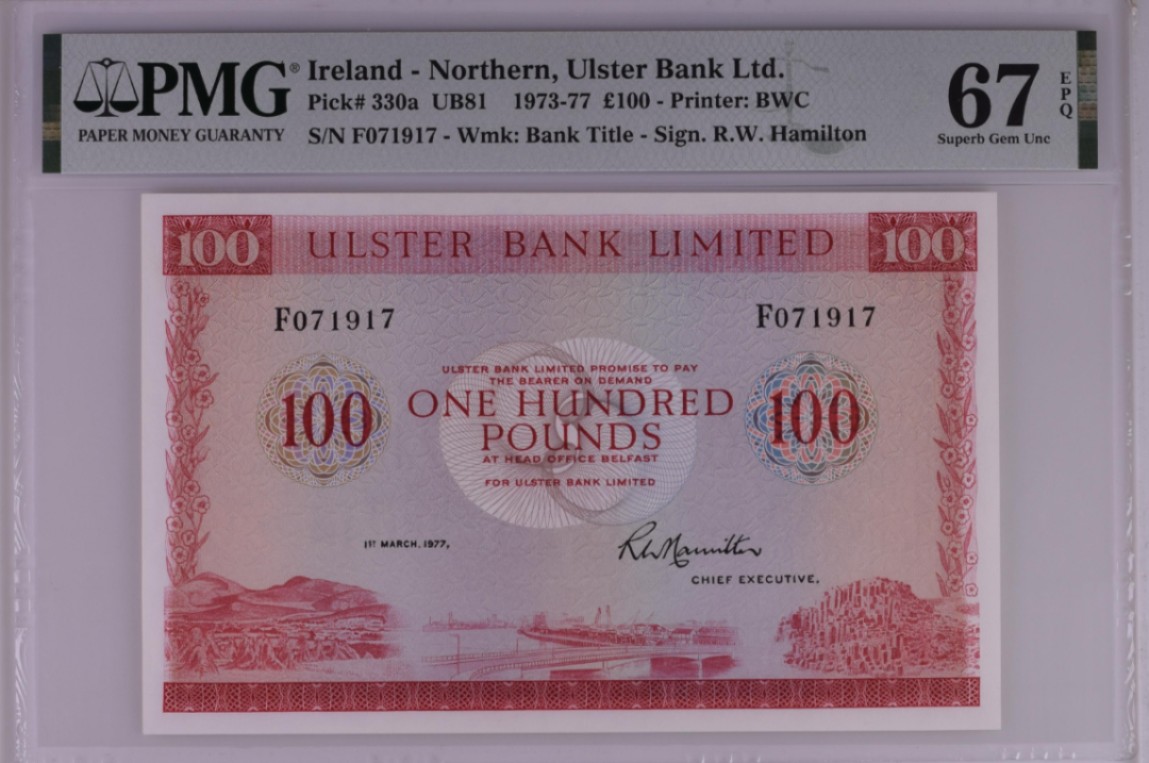 PMG®
PAPER MONEY GUARANTY
Ireland - Northern, Ulster Bank Ltd.
Pick# 330a UB81 1973-77 £100 - Printer: BWC
S/N F071917 - Wmk: Bank Title - Sign. R.W. Hamilton
67
EPQ
Superb Gem Unc
100 ULSTER BANK LIMITED 100
F071917 F071917
ULSTER BANK LIMITED PROMISE TO PAY
THE BEARER ON DEMAND
100 ONE HUNDRED 100
POUNDS
AT HEAD OFFICE BELFAST
FOR ULSTER BANK LIMITED
1ST MARCH, 1977,
RWHamilton
CHIEF EXECUTIVE,